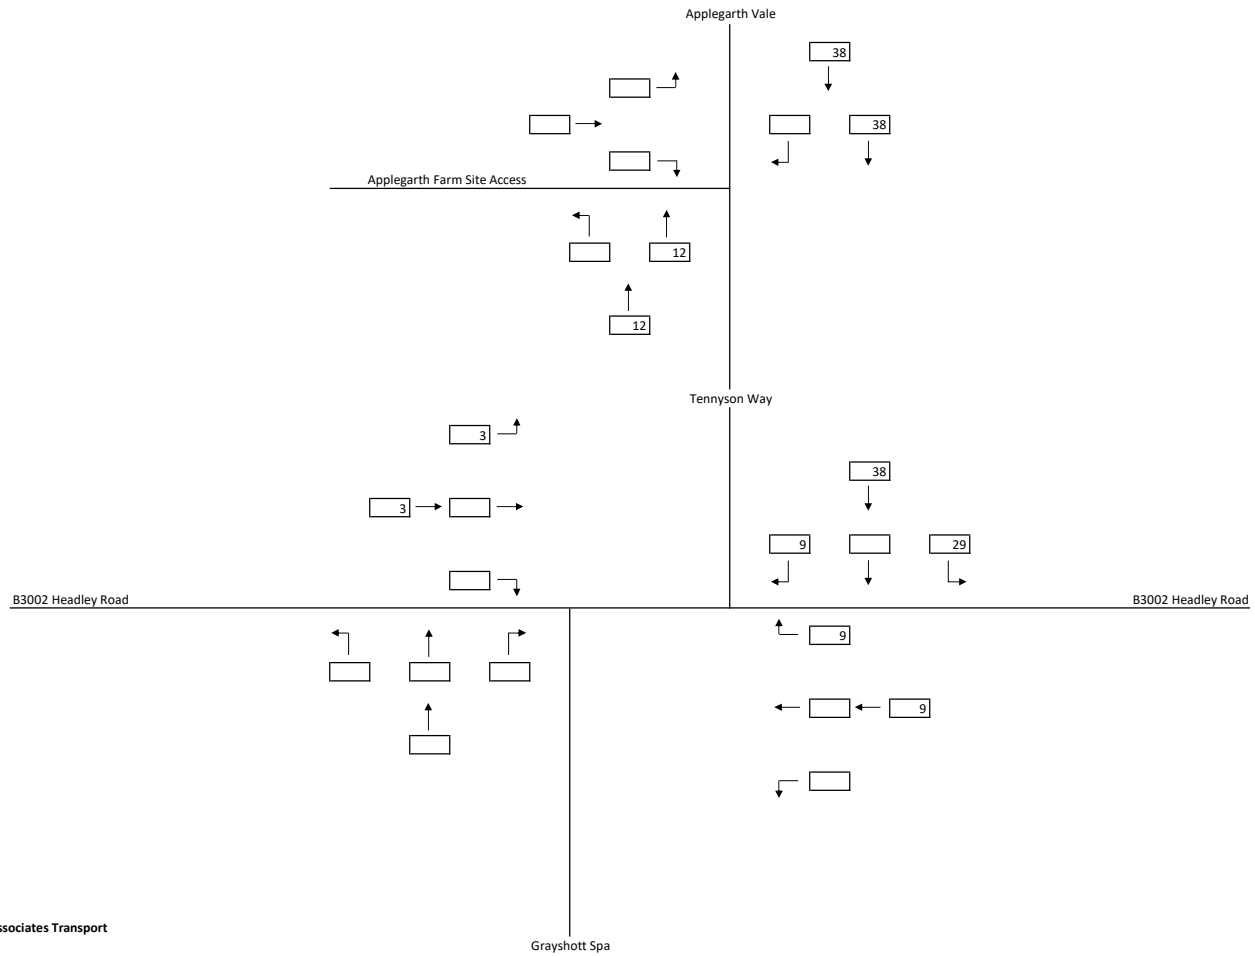 Applegarth Vale
38
38
Applegarth Farm Site Access
12
12
Tennyson Way
3
38
3
9 29
B3002 Headley Road B3002 Headley Road
9
9
ssociates Transport
Grayshott Spa